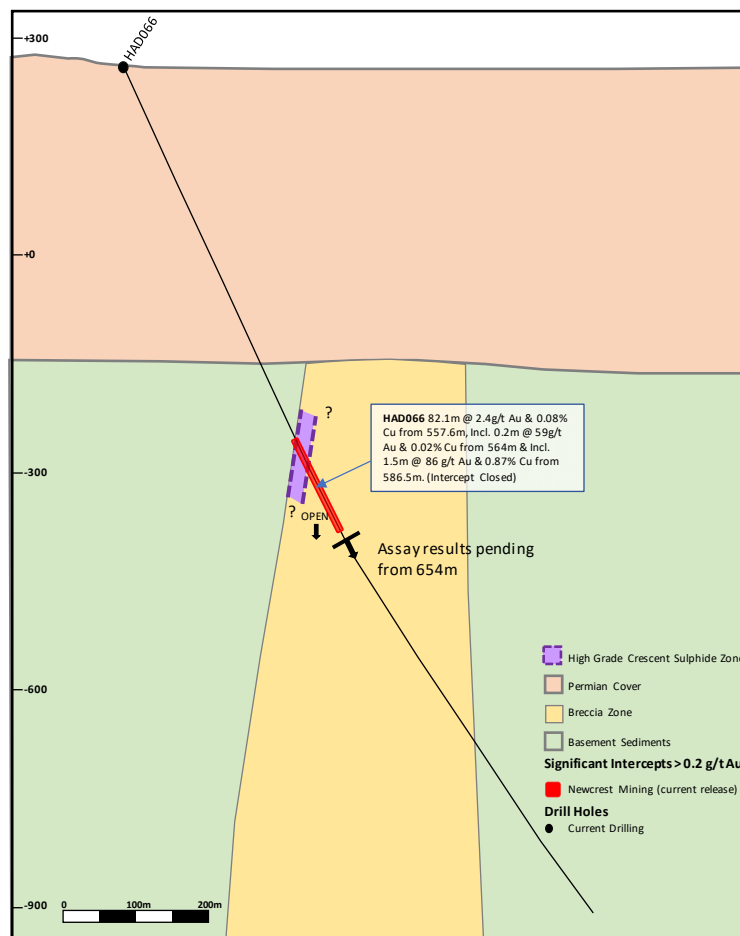 +300
HAD066
+0
HAD066 82.1m @ 2.4g/t Au & 0.08%
Cu from 557.6m, Incl. 0.2m @ 59g/t
Au & 0.02% Cu from 564m & Incl.
1.5m @ 86 g/t Au & 0.87% Cu from
586.5m. (Intercept Closed)
?
-300
? OPEN
Assay results pending
from 654m
-600
High Grade Crescent Sulphide Zone
Permian Cover
Breccia Zone
Basement Sediments
Significant Intercepts > 0.2 g/t Au
Newcrest Mining (current release)
Drill Holes
Current Drilling
-900
0 100m 200m